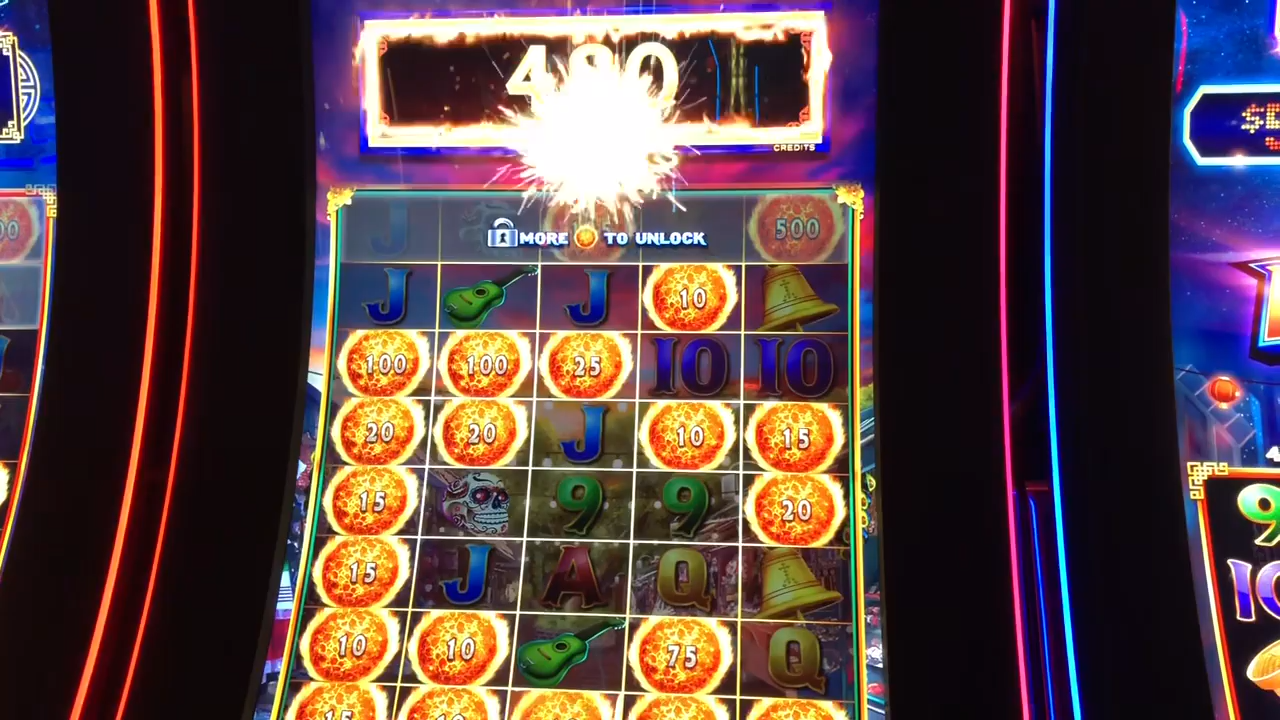 CREDITS
J
MORE TO UNLOCK
500
J J 10
100 100 25 10 10
20 20 J 10 15
15 9 9 20
15 J A Q
10 10 75 Q
9